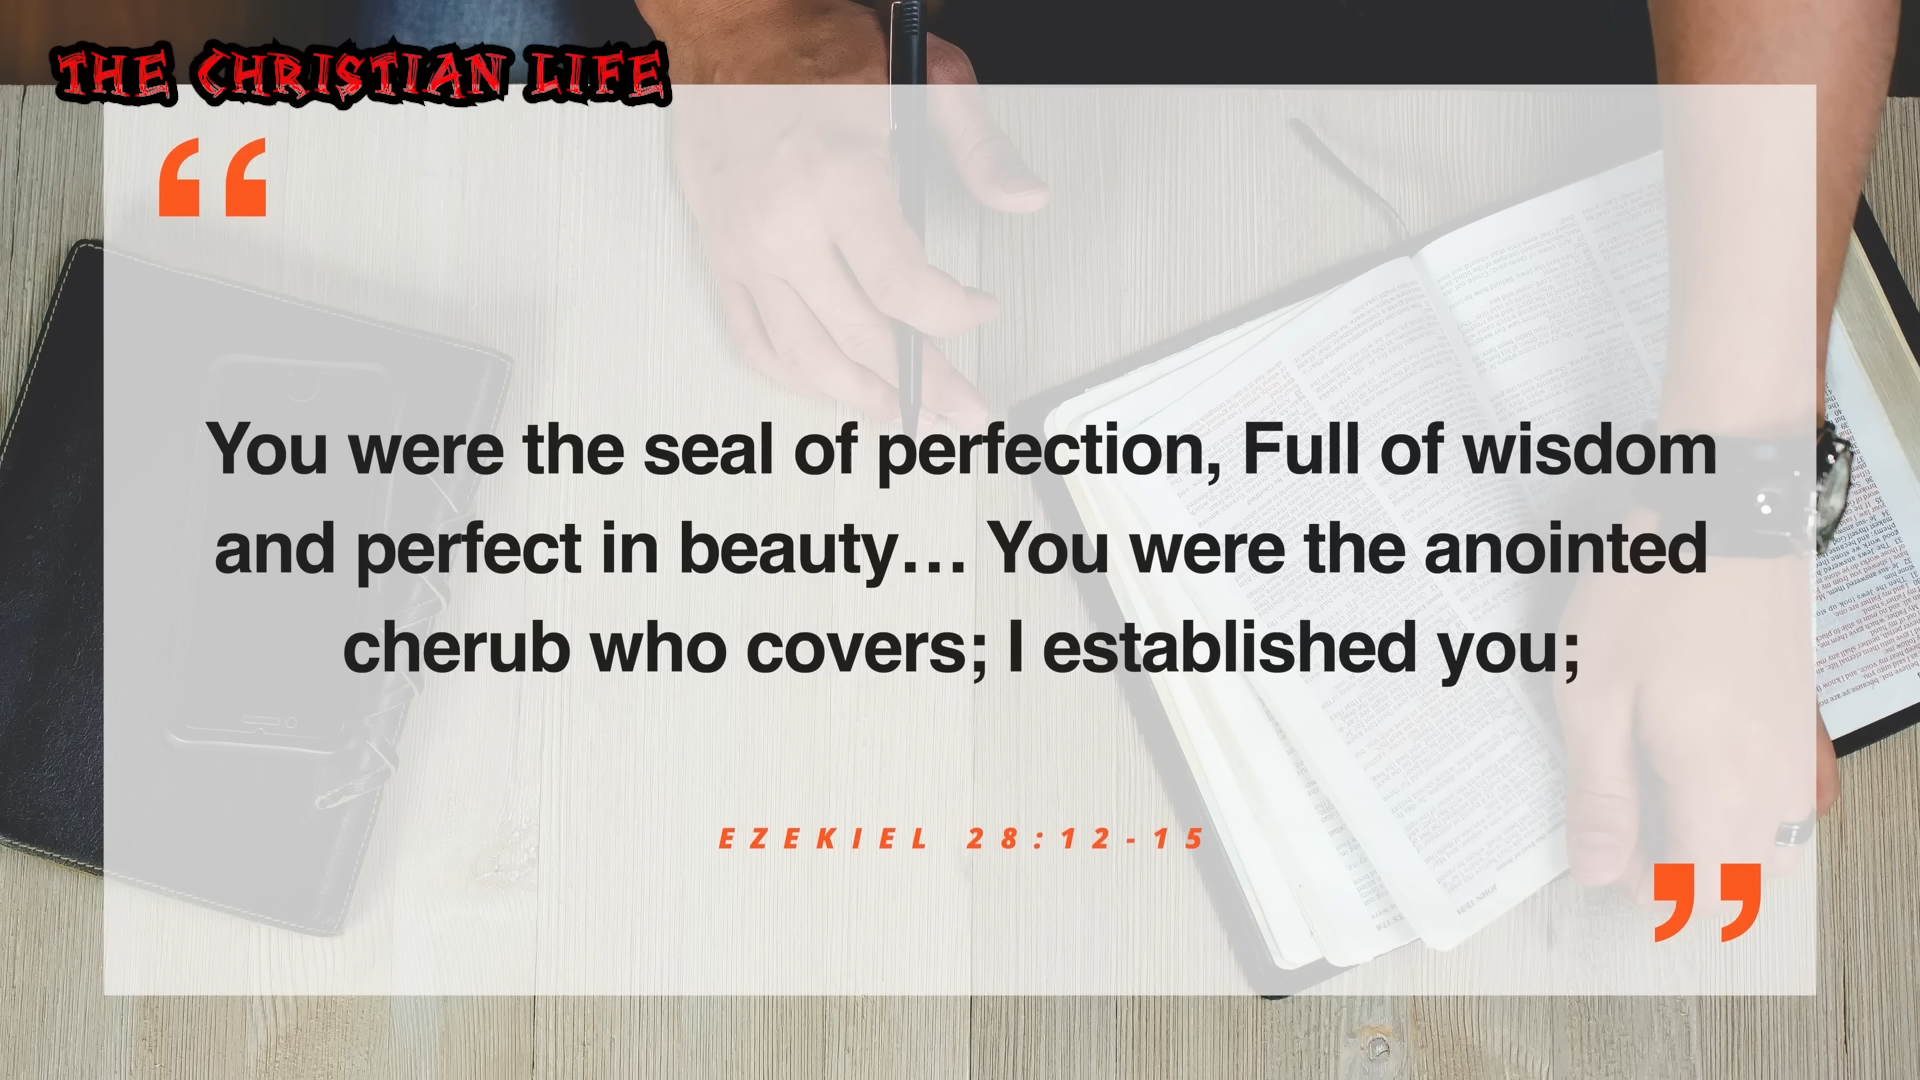 THE CHRISTIAN LIFE
“
You were the seal of perfection, Full of wisdom
and perfect in beauty… You were the anointed
cherub who covers; I established you;
EZEKIEL 28:12-15
”